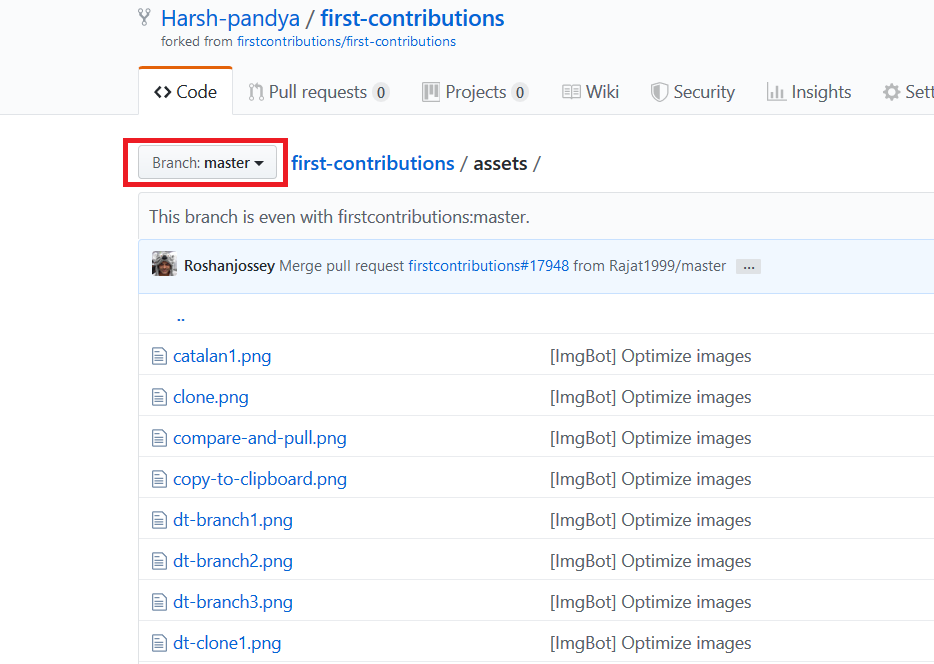 Harsh-pandya / first-contributions
forked from firstcontributions/first-contributions
Code Pull requests 0 Projects 0 Wiki Security Insights Sett
Branch: master first-contributions / assets /
This branch is even with firstcontributions:master.
Roshanjossey Merge pull request firstcontributions#17948 from Rajat1999/master ...
..
catalan1.png [ImgBot] Optimize images
clone.png [ImgBot] Optimize images
compare-and-pull.png [ImgBot] Optimize images
copy-to-clipboard.png [ImgBot] Optimize images
dt-branch1.png [ImgBot] Optimize images
dt-branch2.png [ImgBot] Optimize images
dt-branch3.png [ImgBot] Optimize images
dt-clone1.png [ImgBot] Optimize images